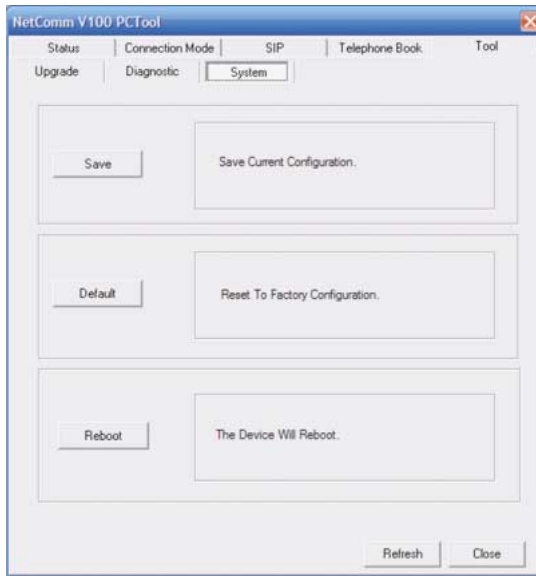 NetComm V100 PCTool
Status Connection Mode SIP Telephone Book Tool
Upgrade Diagnostic System
Save Save Current Configuration.
Default Reset To Factory Configuration.
Reboot The Device Will Reboot.
Refresh Close